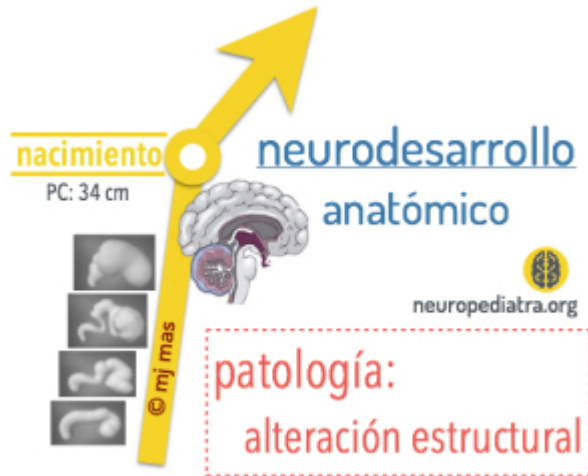 nacimiento
PC: 34 cm
neurodesarrollo
anatómico
neuropediatra.org
© mj mas
patología:
alteración estructural